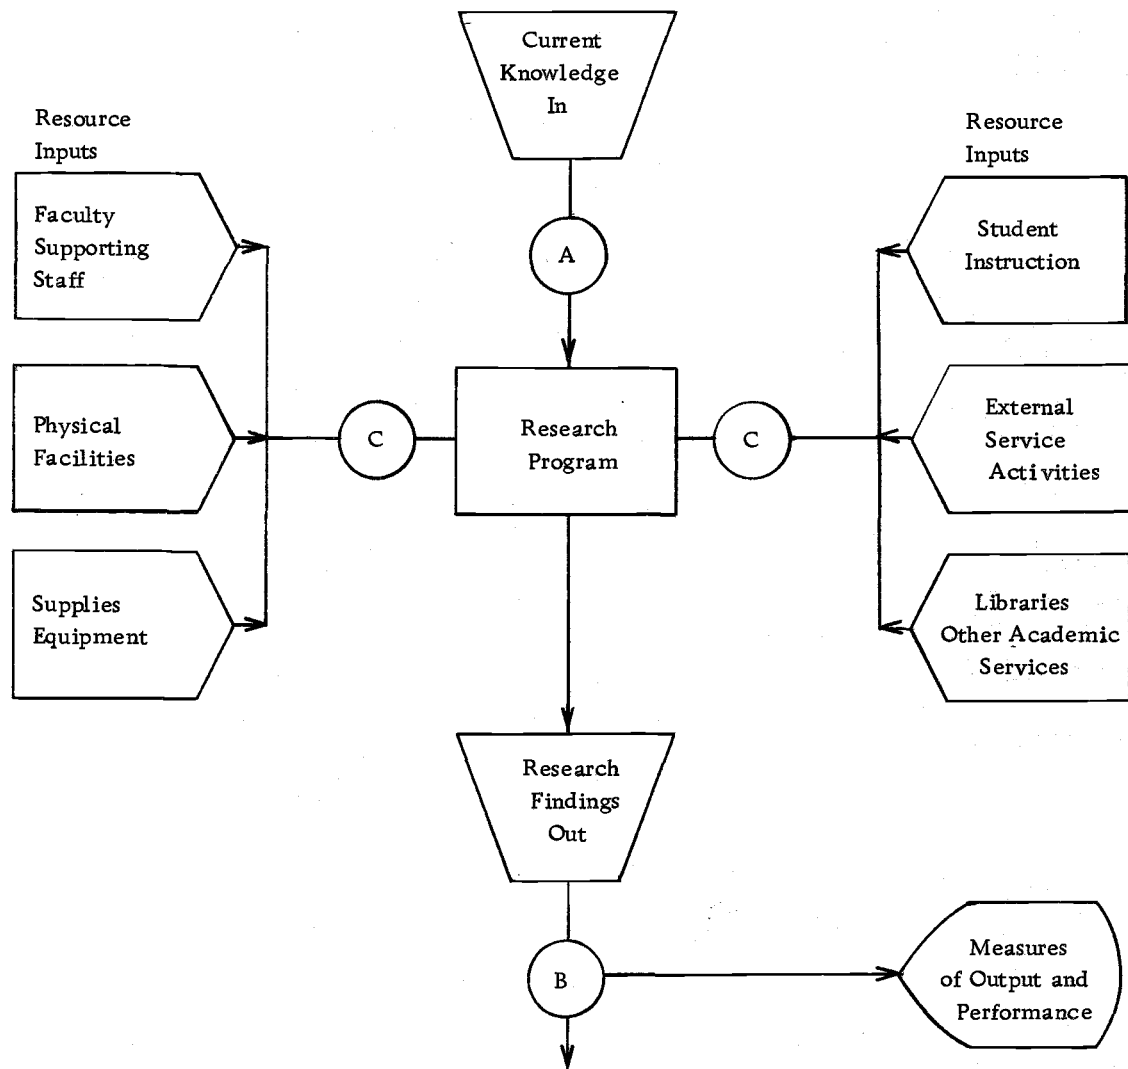 Current
Knowledge
In
Resource
Inputs
Resource
Inputs
Faculty
Supporting
Staff
A
Student
Instruction
Physical
Facilities
C
Research
Program
C
External
Service
Activities
Supplies
Equipment
Libraries
Other Academic
Services
Research
Findings
Out
B
Measures
of Output and
Performance